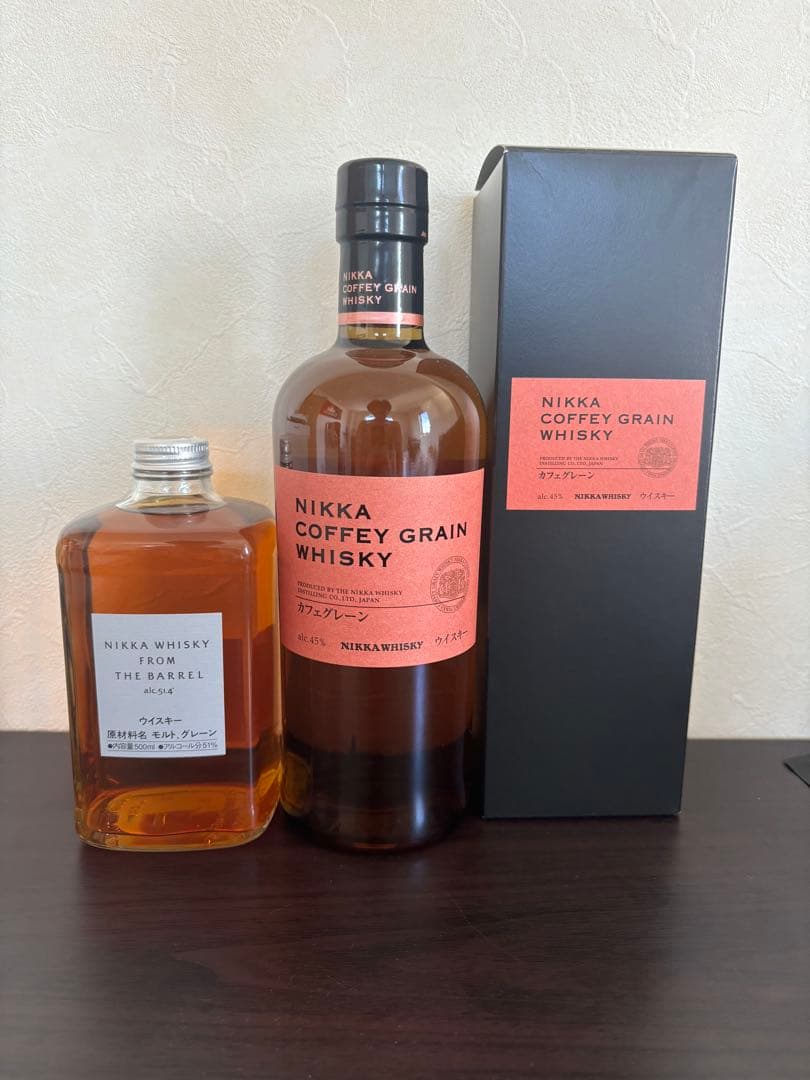 NIKKA WHISKY
FROM
THE BARREL
alc.51.4°
ウイスキー
原材料名 モルト、グレーン
●内容量500ml ●アルコール分51%
NIKKA
COFFEY GRAIN
WHISKY
NIKKA
COFFEY GRAIN
WHISKY
PRODUCED BY THE NIKKA WHISKY
DISTILLING CO., LTD. JAPAN
カフェグレーン
alc.45% NIKKAWHISKY ウイスキー
NIKKA
COFFEY GRAIN
WHISKY
PRODUCED BY THE NIKKA WHISKY
DISTILLING CO., LTD. JAPAN
カフェグレーン
alc.45% NIKKAWHISKY ウイスキー